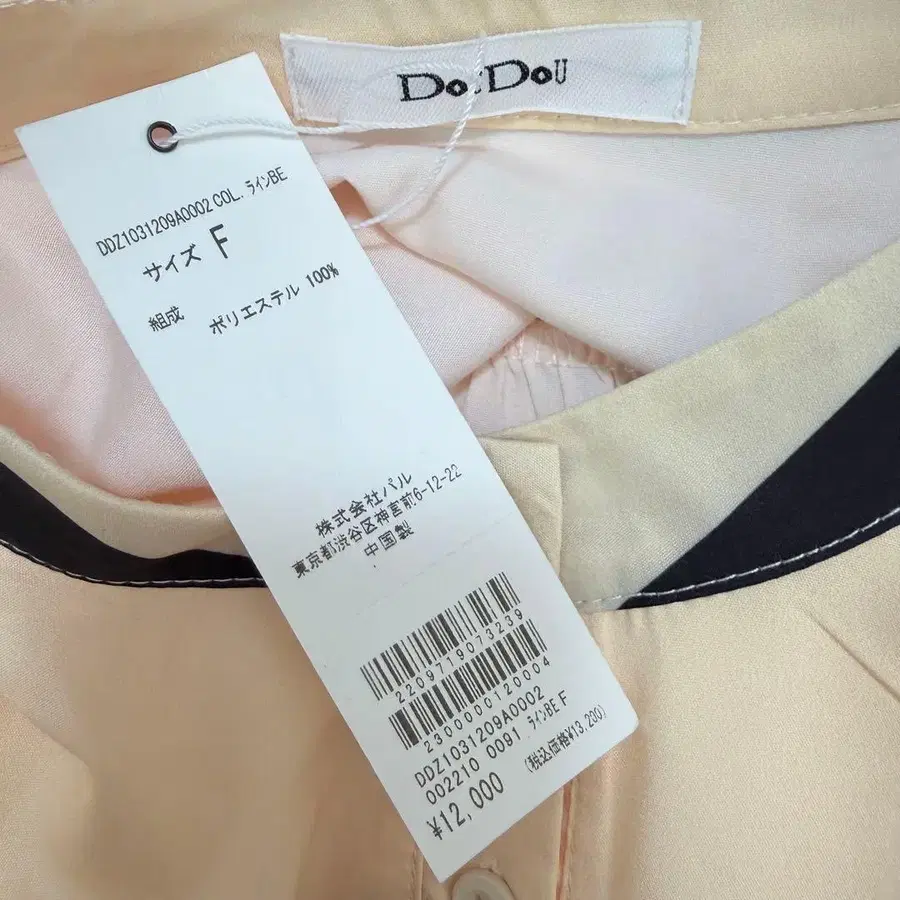 DouDou
DDZ1031209A0002 COL. ラインBE
サイズ F
組成 ポリエステル 100%
株式会社パル
東京都渋谷区神宮前6-12-22
中国製
2209719073239
2300000120004
DDZ1031209A0002
002210 0091 ラインBE F
¥12,000 (税込価格¥13,200)